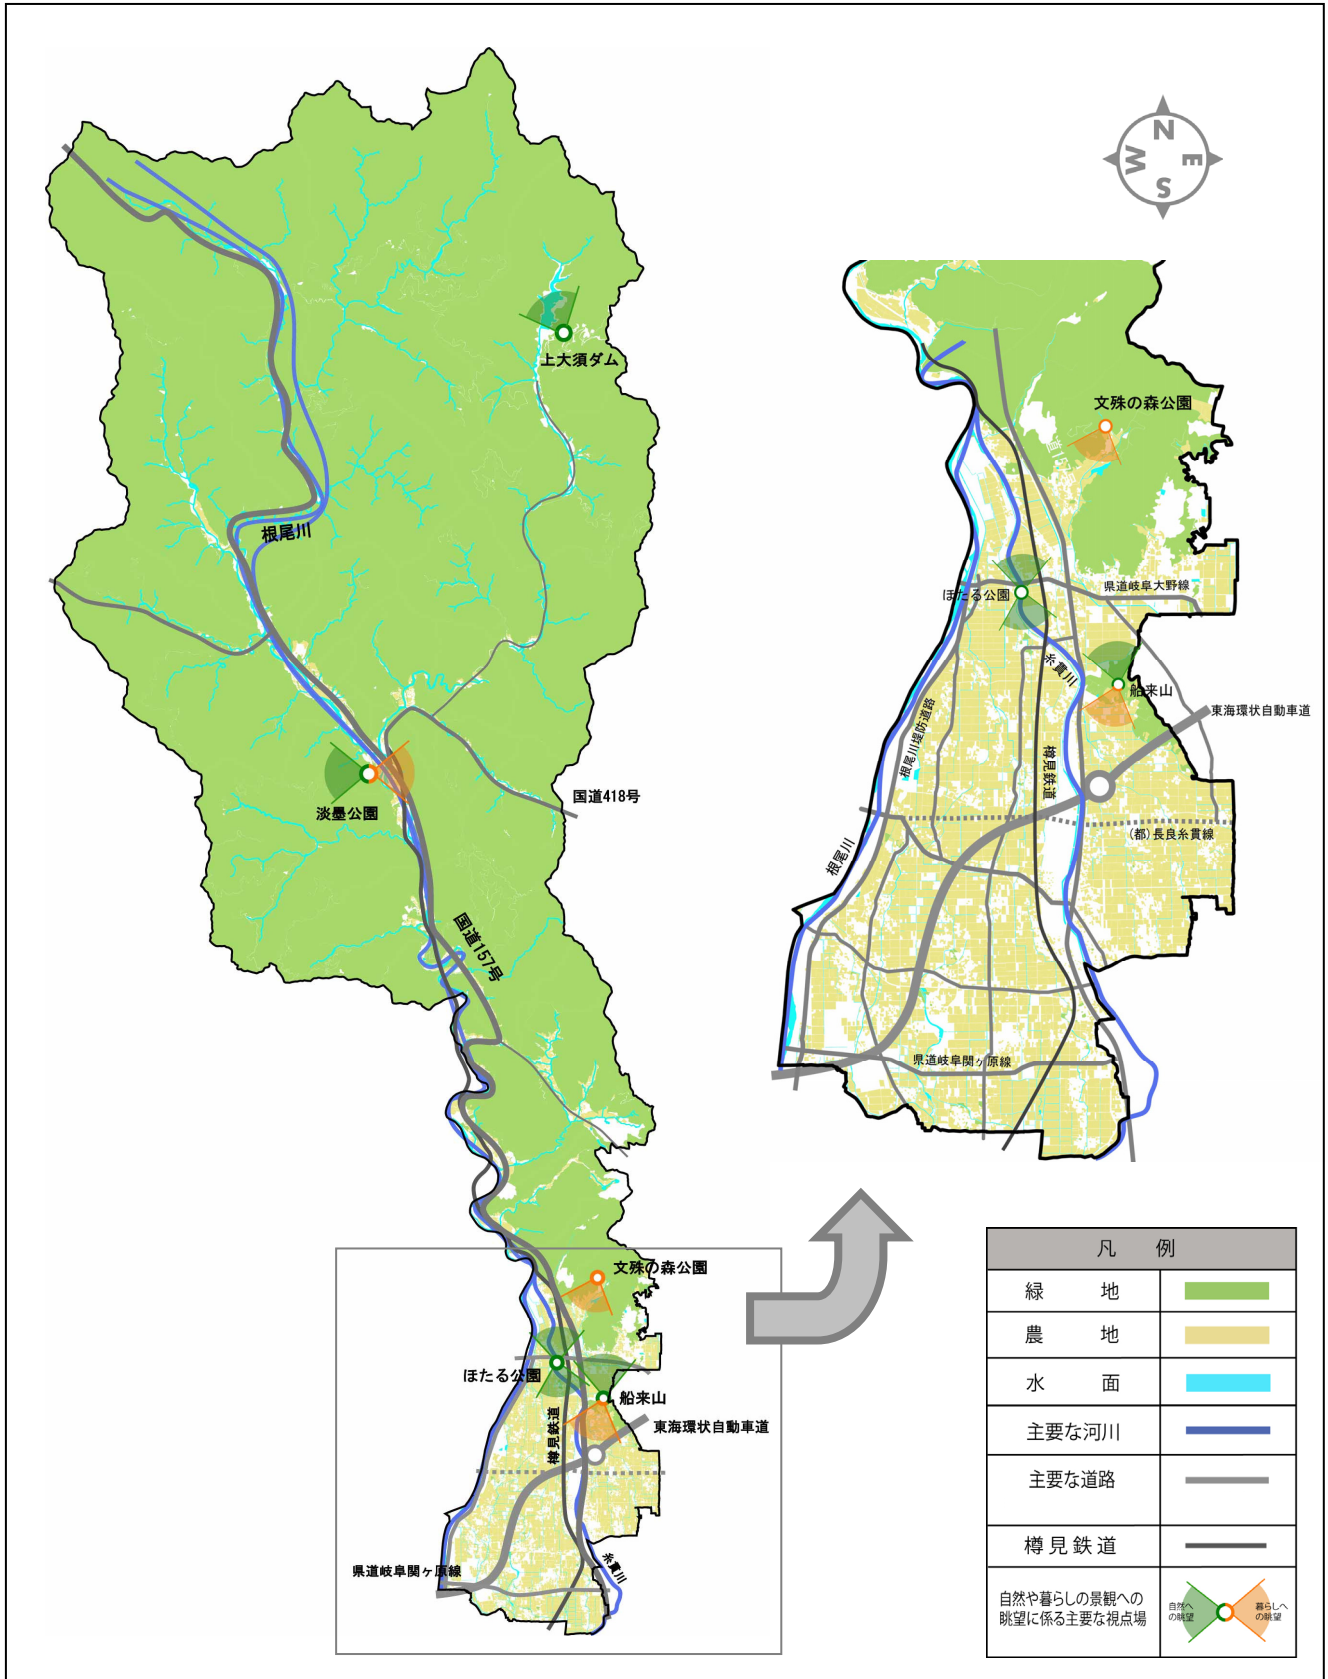 N
W
E
S
上大須ダム
根尾川
淡墨公園
国道418号
国道157号
文殊の森公園
ほたる公園
船来山
樽見鉄道
東海環状自動車道
県道岐阜関ヶ原線
糸貫川
文殊の森公園
道157
県道岐阜大野線
ほたる公園
糸貫川
船来山
東海環状自動車道
根尾川堤防道路
樽見鉄道
(都)長良糸貫線
根尾川
県道岐阜関ヶ原線
凡 例
緑 地
農 地
水 面
主要な河川
主要な道路
樽見鉄道
自然や暮らしの景観への
眺望に係る主要な視点場
自然へ
の眺望
暮らしへ
の眺望